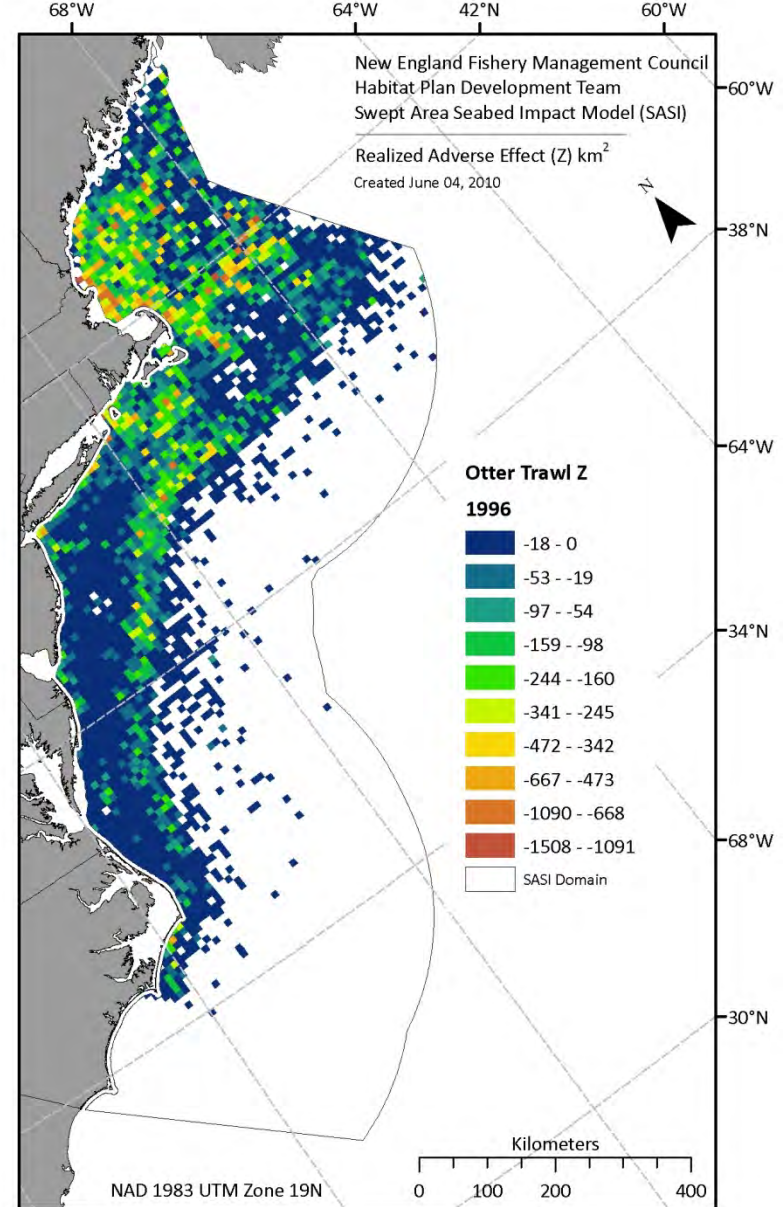 68°W
64°W
42°N
60°W
New England Fishery Management Council
Habitat Plan Development Team
Swept Area Seabed Impact Model (SASI)
Realized Adverse Effect (Z) km²
Created June 04, 2010
60°W
N
38°N
64°W
Otter Trawl Z
1996
-18 - 0
-53 - -19
-97 - -54
-159 - -98
-244 - -160
-341 - -245
-472 - -342
-667 - -473
-1090 - -668
-1508 - -1091
SASI Domain
34°N
68°W
30°N
Kilometers
0 100 200 400
NAD 1983 UTM Zone 19N